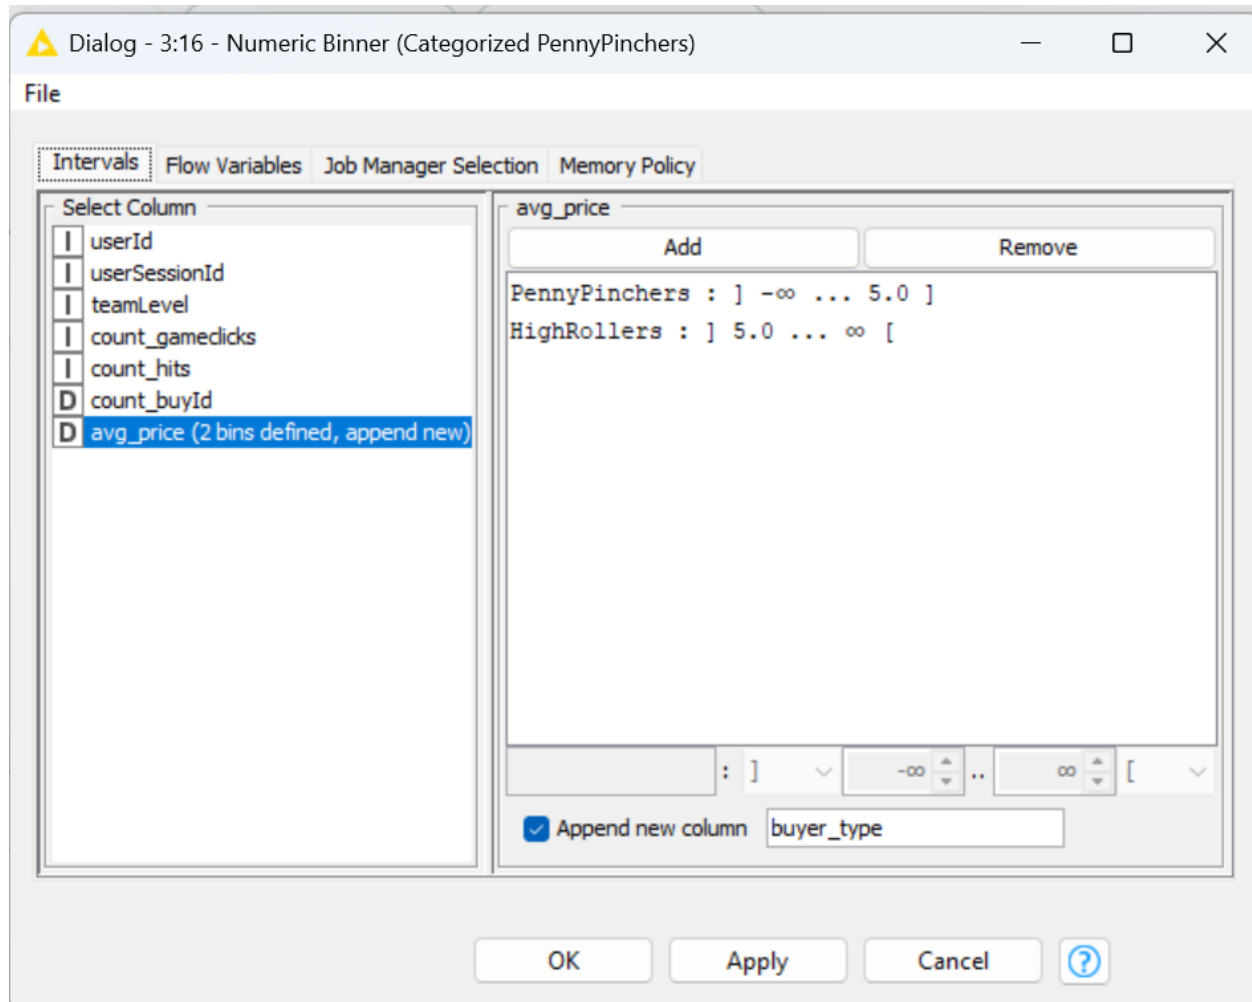 Dialog - 3:16 - Numeric Binner (Categorized PennyPinchers)
File
Intervals Flow Variables Job Manager Selection Memory Policy
Select Column
I userId
I userSessionId
I teamLevel
I count_gameclicks
I count_hits
D count_buyId
D avg_price (2 bins defined, append new)
avg_price
Add Remove
PennyPinchers : ] -∞ ... 5.0 ]
HighRollers : ] 5.0 ... ∞ [
: ] -∞ .. ∞ [
Append new column buyer_type
OK Apply Cancel ?